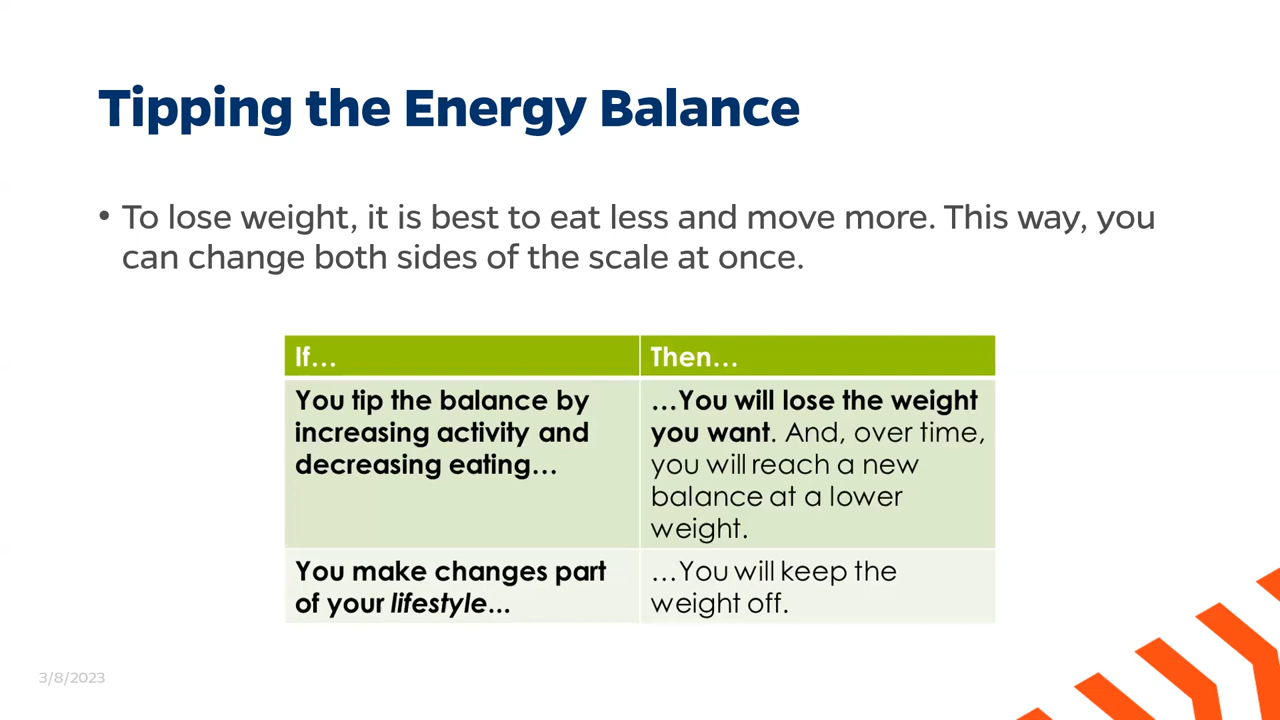 Tipping the Energy Balance
• To lose weight, it is best to eat less and move more. This way, you
can change both sides of the scale at once.
If...
Then...
You tip the balance by
increasing activity and
decreasing eating...
...You will lose the weight
you want. And, over time,
you will reach a new
balance at a lower
weight.
You make changes part
of your lifestyle...
...You will keep the
weight off.
3/8/2023